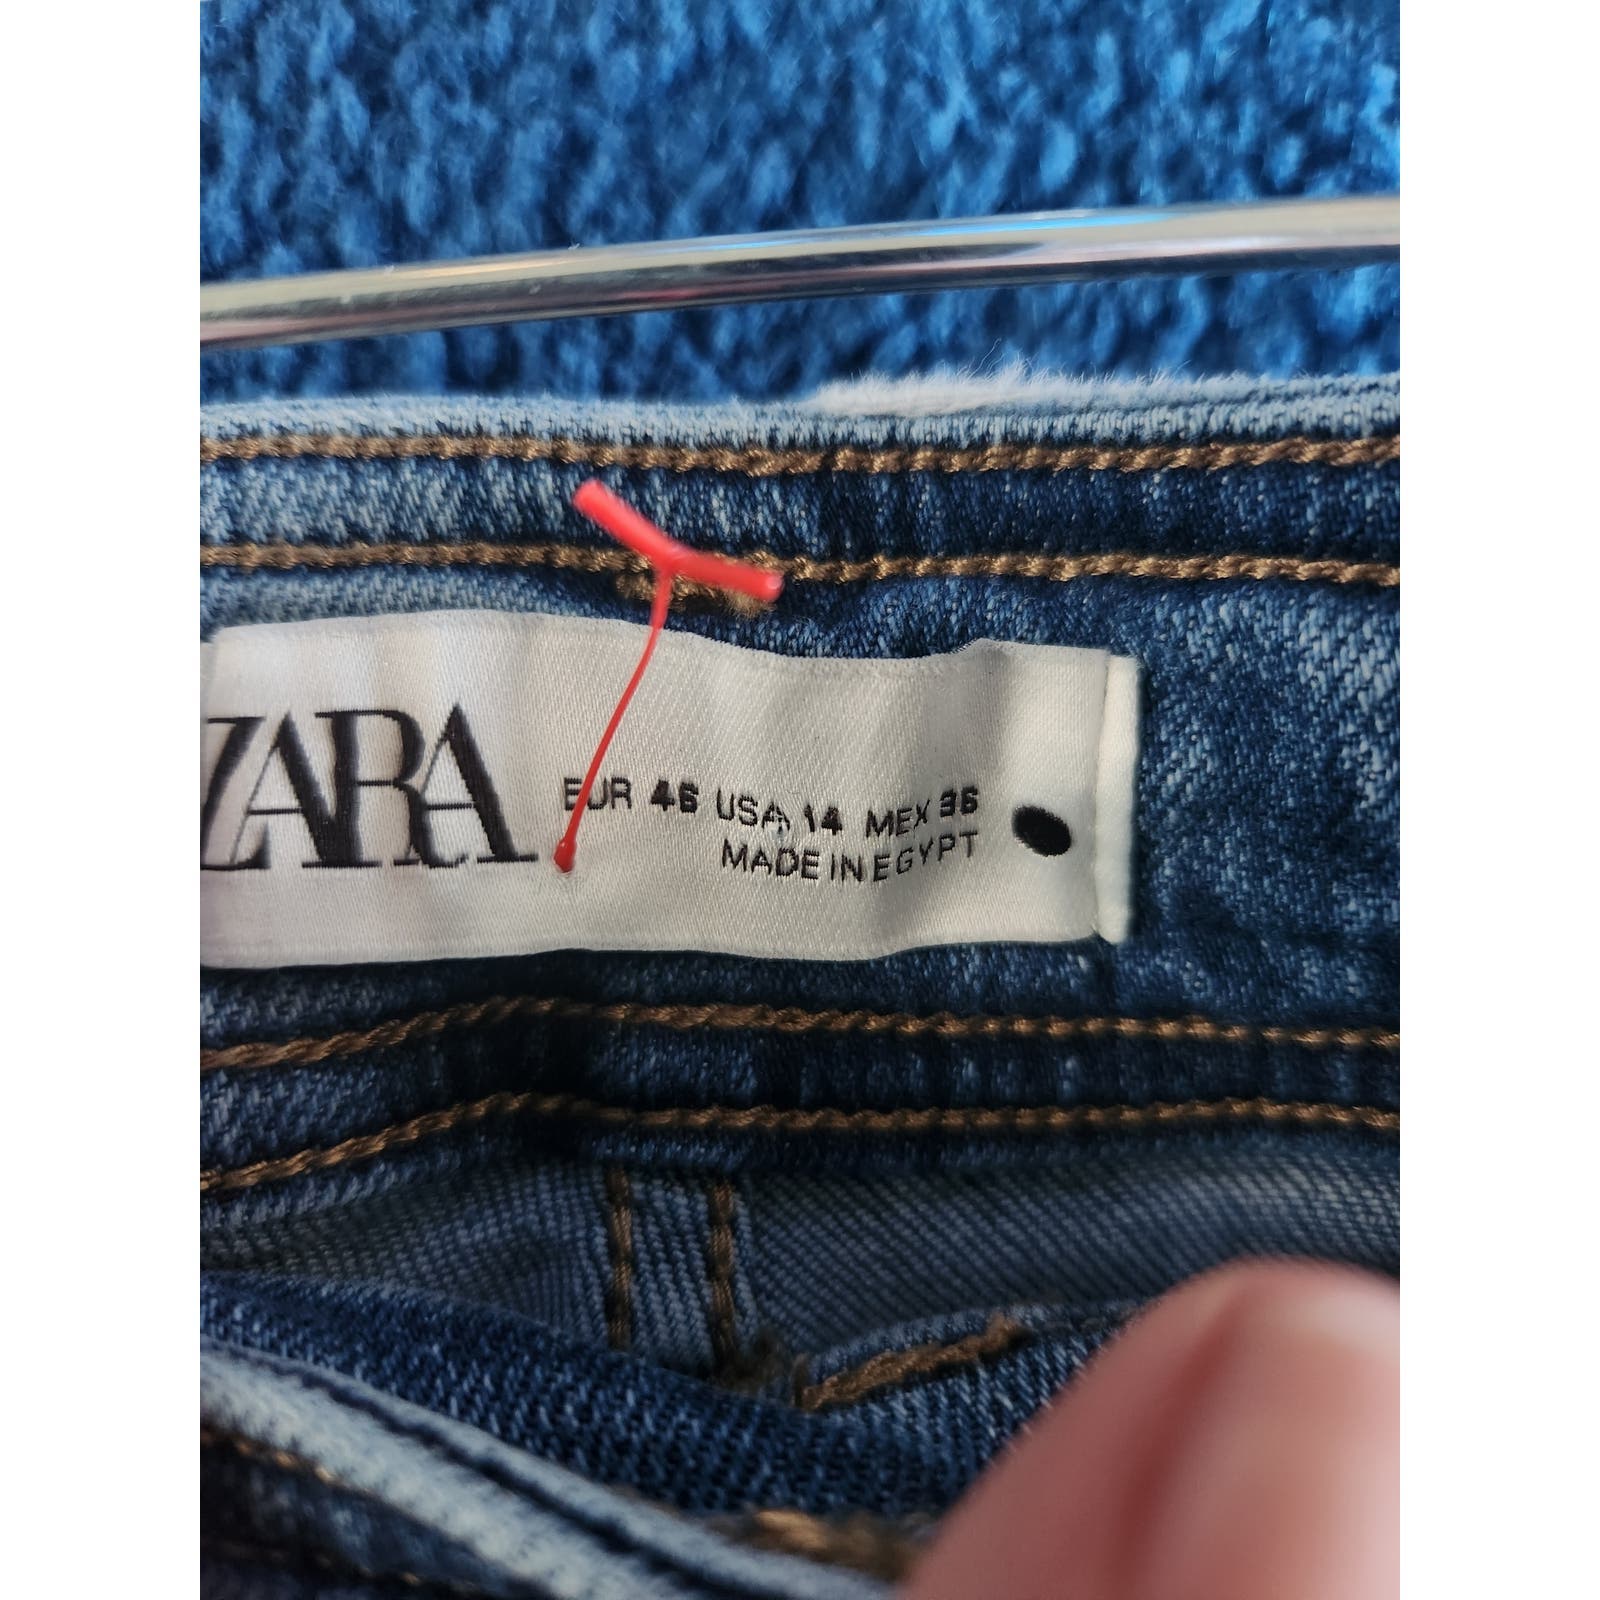 ZARA
EUR 46 USA 14 MEX 36
MADE IN EGYPT